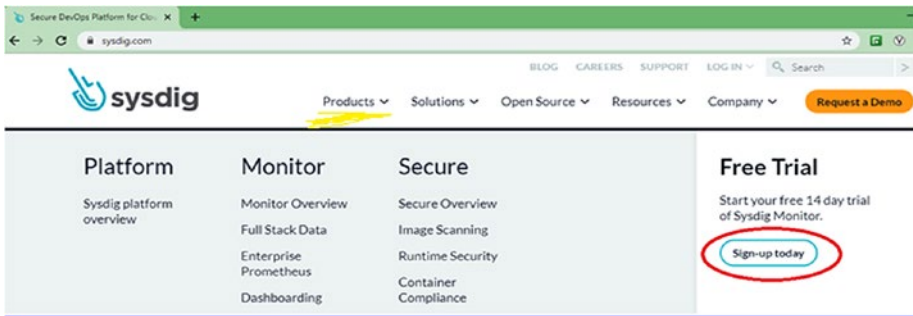 Secure DevOps Platform for Clo
sysdig.com
BLOG CAREERS SUPPORT LOG IN Search
sysdig
Products Solutions Open Source Resources Company Request a Demo
Platform
Sysdig platform
overview
Monitor
Monitor Overview
Full Stack Data
Enterprise
Prometheus
Dashboarding
Secure
Secure Overview
Image Scanning
Runtime Security
Container
Compliance
Free Trial
Start your free 14 day trial
of Sysdig Monitor.
Sign-up today